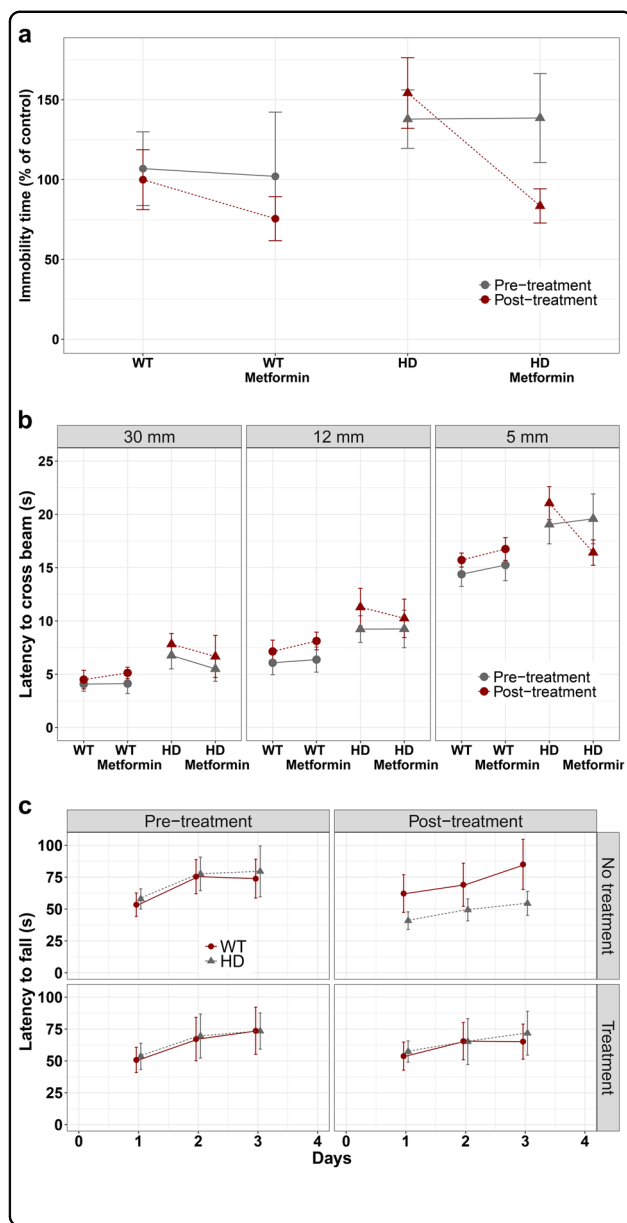 a
Immobility time (% of control)
150
100
50
0
Pre−treatment
Post−treatment
WT
WT
Metformin
HD
HD
Metformin
b
30 mm
12 mm
5 mm
Latency to cross beam (s)
25
20
15
10
5
0
Pre−treatment
Post−treatment
WT
WT
Metformin
HD
HD
Metformin
WT
WT
Metformin
HD
HD
Metformin
WT
WT
Metformin
HD
HD
Metformin
c
Pre−treatment
Post−treatment
Latency to fall (s)
100
75
50
25
0
WT
HD
No treatment
100
75
50
25
0
Treatment
0 1 2 3 4
0 1 2 3 4
Days